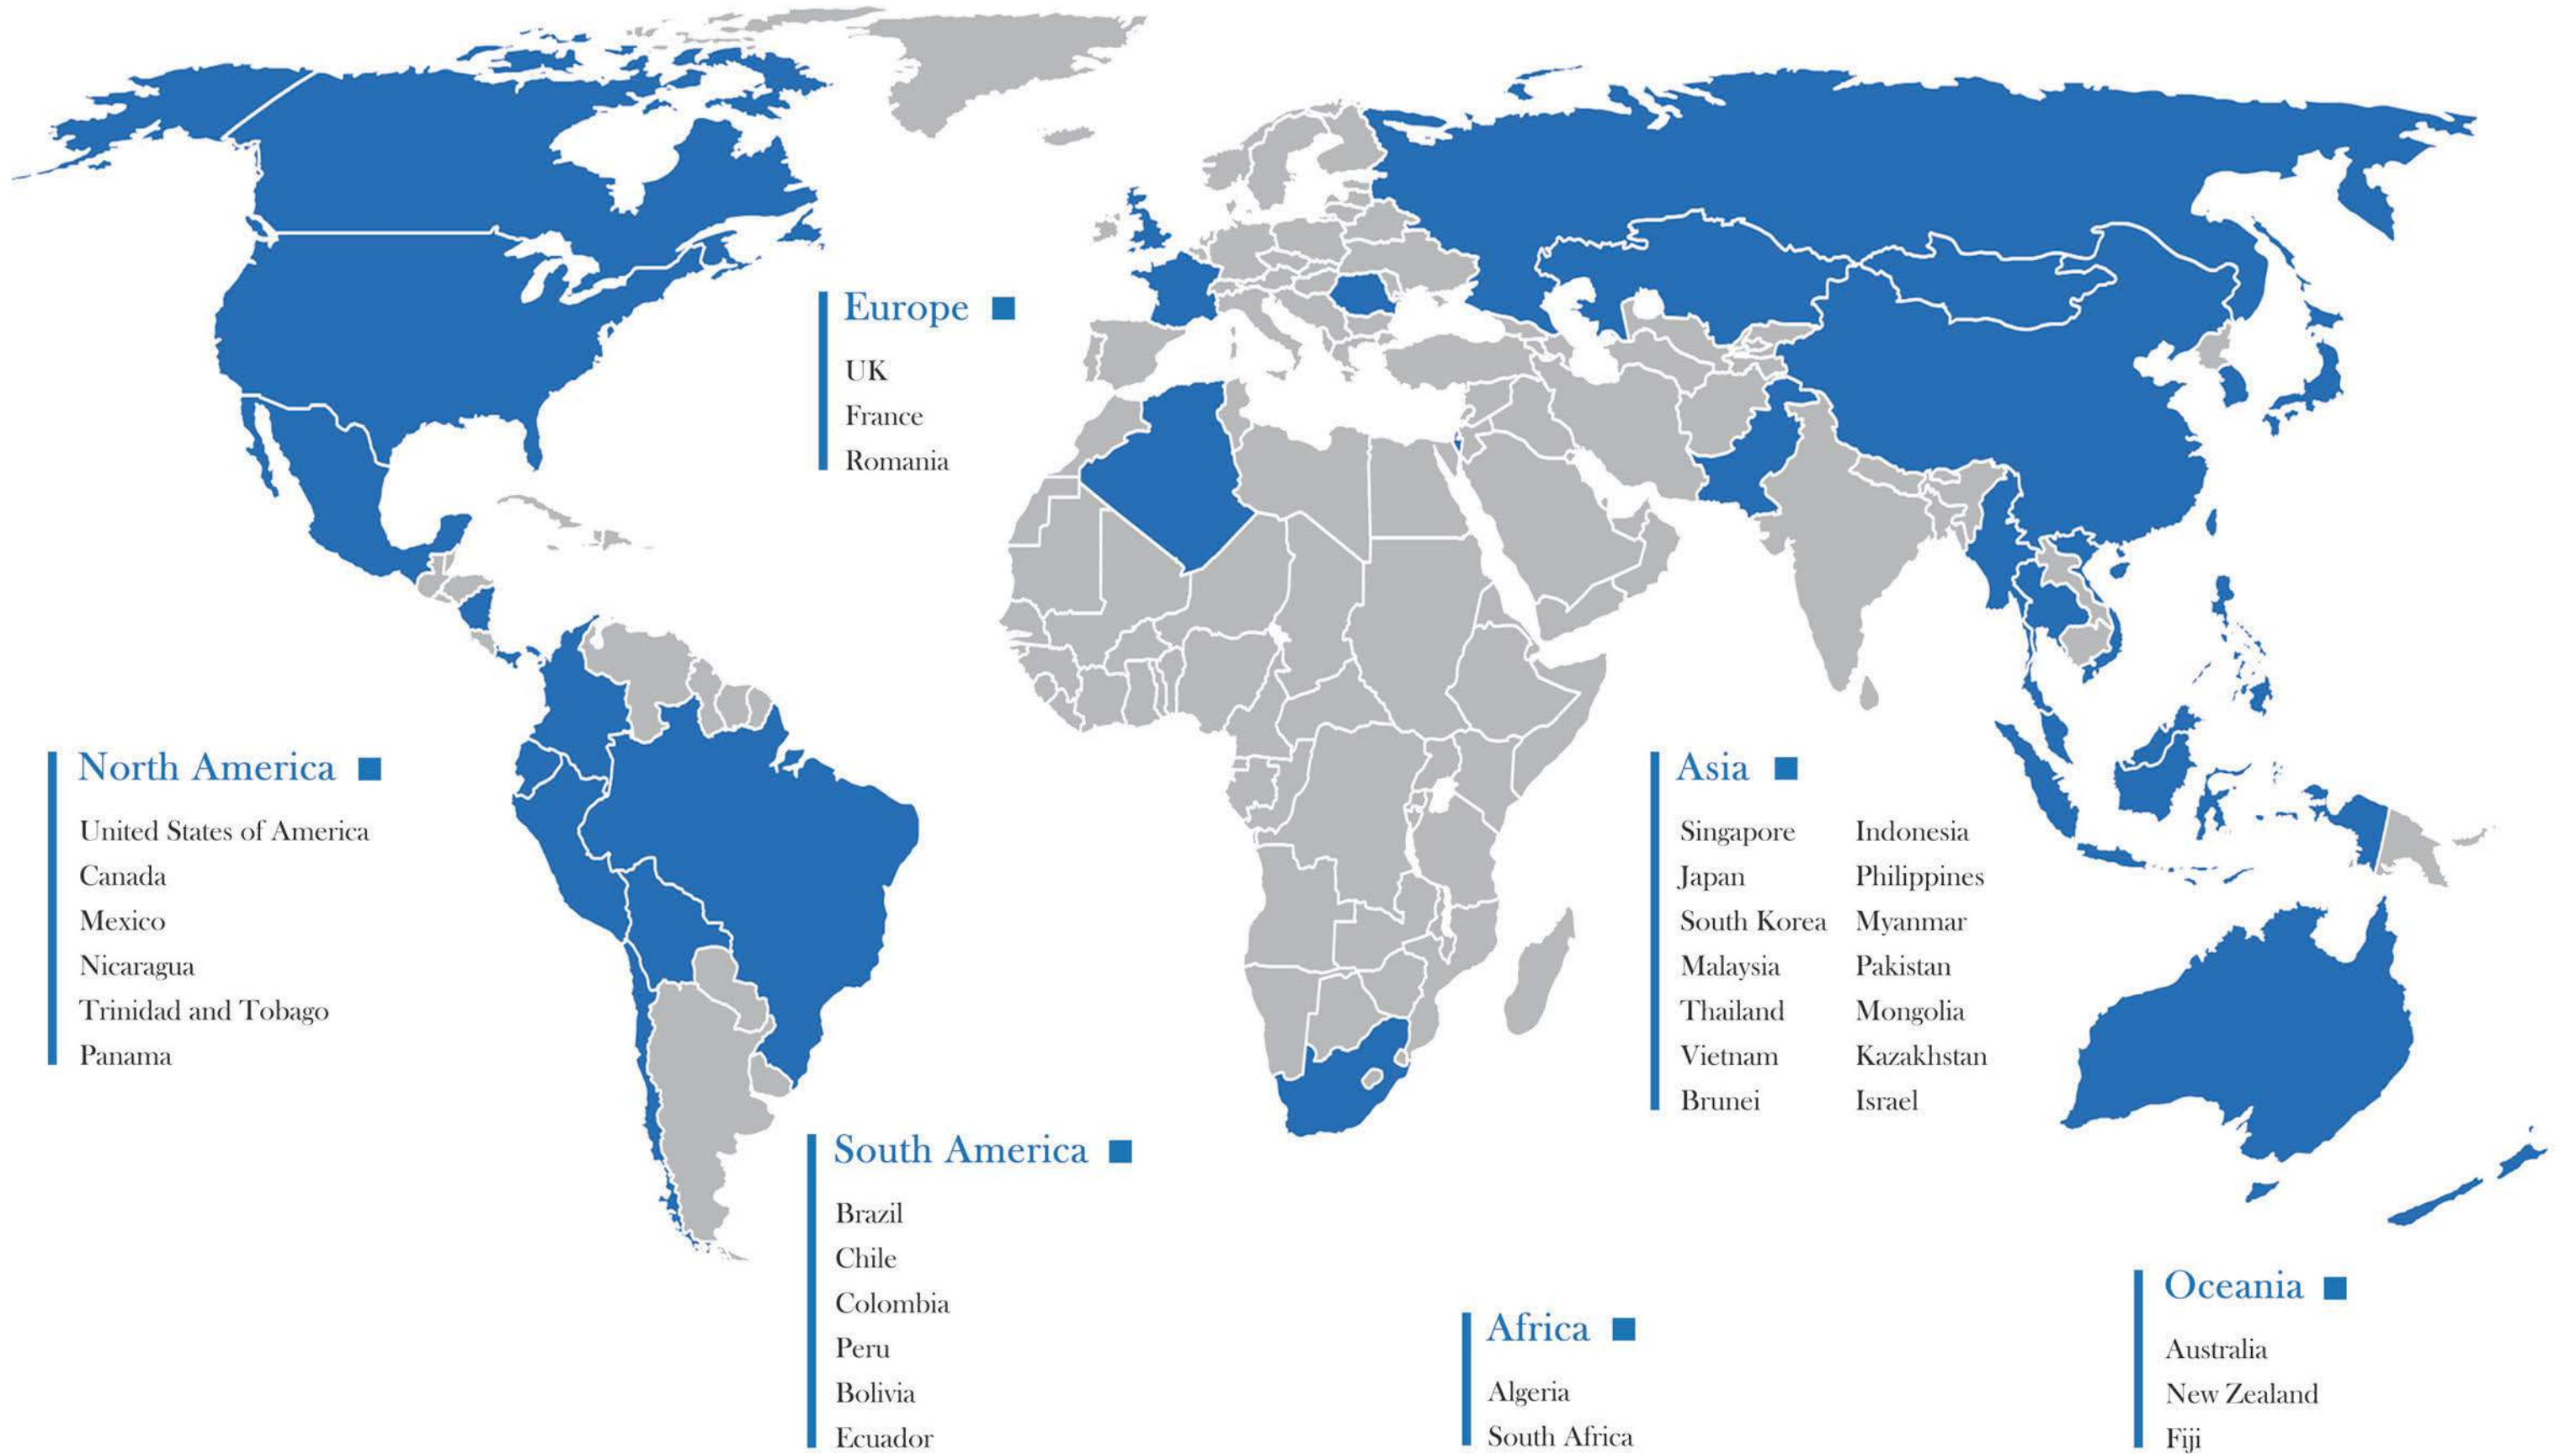 Europe
UK
France
Romania
North America
United States of America
Canada
Mexico
Nicaragua
Trinidad and Tobago
Panama
Asia
Singapore Indonesia
Japan Philippines
South Korea Myanmar
Malaysia Pakistan
Thailand Mongolia
Vietnam Kazakhstan
Brunei Israel
South America
Brazil
Chile
Colombia
Peru
Bolivia
Ecuador
Africa
Algeria
South Africa
Oceania
Australia
New Zealand
Fiji